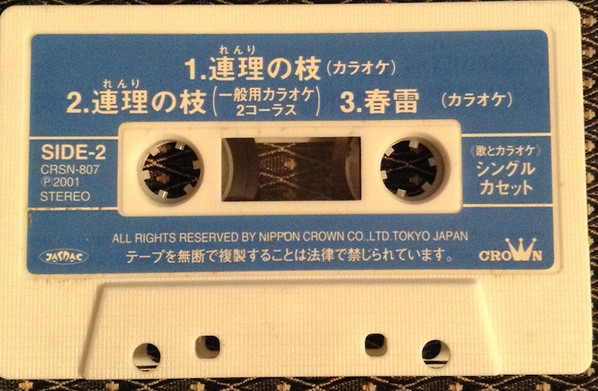 れんり
1.連理の枝(カラオケ)
れんり
2.連理の枝(一般用カラオケ 2コーラス) 3.春雷 (カラオケ)
SIDE-2
CRSN-807
Ⓟ2001
STEREO
《歌とカラオケ》
シングル
カセット
ALL RIGHTS RESERVED BY NIPPON CROWN CO.,LTD.TOKYO JAPAN
テープを無断で複製することは法律で禁じられています。
JASRAC
CROWN